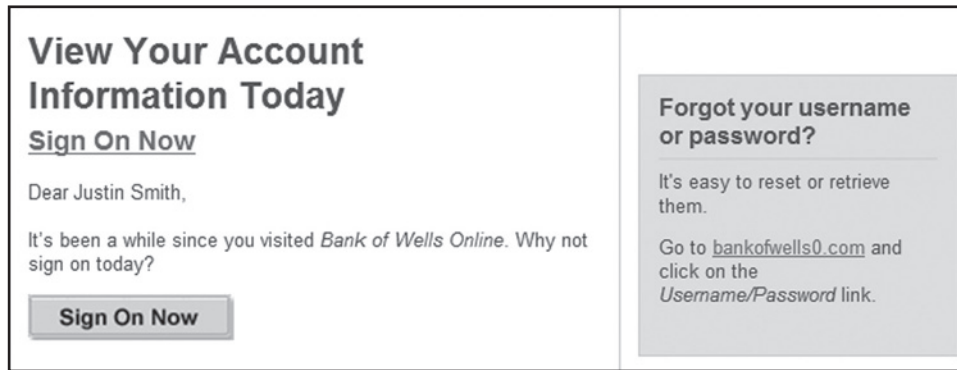 View Your Account
Information Today
Sign On Now
Dear Justin Smith,
It's been a while since you visited Bank of Wells Online. Why not
sign on today?
Sign On Now
Forgot your username
or password?
It's easy to reset or retrieve
them.
Go to bankofwells0.com and
click on the
Username/Password link.